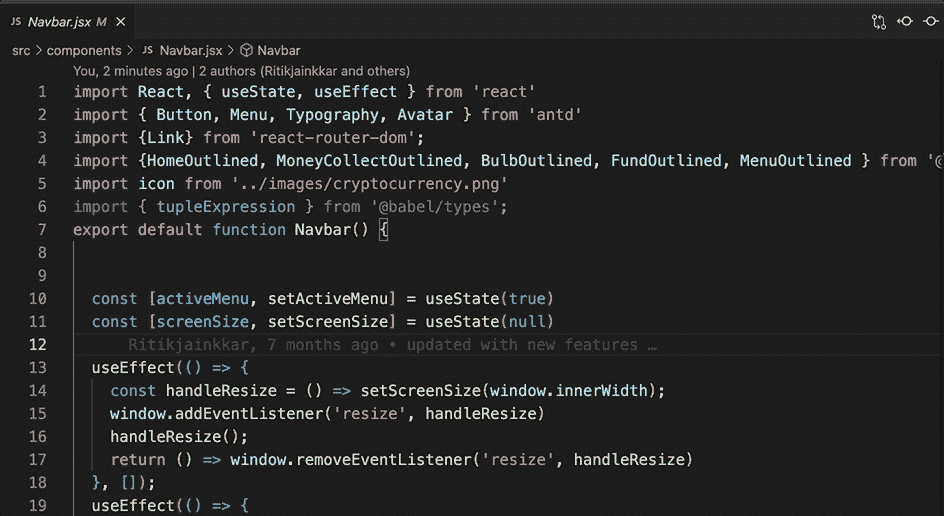 JS Navbar.jsx M ×
src > components > JS Navbar.jsx > Navbar
You, 2 minutes ago | 2 authors (Ritikjainkkar and others)
1 import React, { useState, useEffect } from 'react'
2 import { Button, Menu, Typography, Avatar } from 'antd'
3 import {Link} from 'react-router-dom';
4 import {HomeOutlined, MoneyCollectOutlined, BulbOutlined, FundOutlined, MenuOutlined } from '@
5 import icon from '../images/cryptocurrency.png'
6 import { tupleExpression } from '@babel/types';
7 export default function Navbar() {
8
9
10 const [activeMenu, setActiveMenu] = useState(true)
11 const [screenSize, setScreenSize] = useState(null)
12 Ritikjainkkar, 7 months ago • updated with new features …
13 useEffect(() => {
14 const handleResize = () => setScreenSize(window.innerWidth);
15 window.addEventListener('resize', handleResize)
16 handleResize();
17 return () => window.removeEventListener('resize', handleResize)
18 }, []);
19 useEffect(() => {